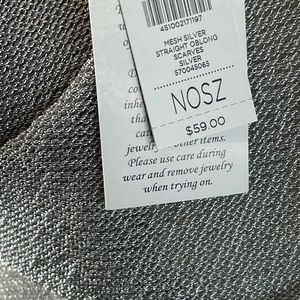 451002171197
MESH SILVER
STRAIGHT OBLONG
SCARVES
SILVER
570045065
NOSZ
$59.00
of
jewelry other items.
Please use care during
wear and remove jewelry
when trying on.